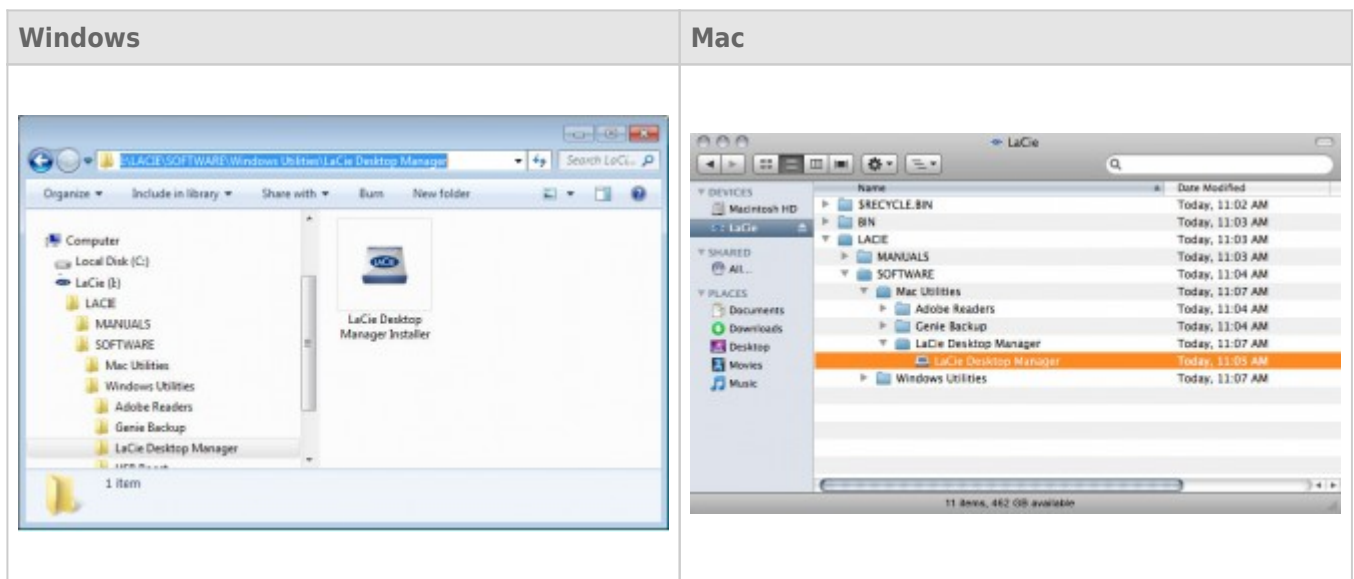 Windows
Mac
I:\LACIE\SOFTWARE\Windows Utilities\LaCie Desktop Manager
Search LaCi...
Organize
Include in library
Share with
Burn
New folder
Computer
Local Disk (C:)
LaCie (I:)
LACIE
MANUALS
SOFTWARE
Mac Utilities
Windows Utilities
Adobe Readers
Genie Backup
LaCie Desktop Manager
LaCie Desktop
Manager Installer
1 item
LaCie
DEVICES
Macintosh HD
LaCie
SHARED
All...
PLACES
Documents
Downloads
Desktop
Movies
Music
Name Date Modified
$RECYCLE.BIN Today, 11:02 AM
BIN Today, 11:03 AM
LACIE Today, 11:03 AM
MANUALS Today, 11:03 AM
SOFTWARE Today, 11:04 AM
Mac Utilities Today, 11:07 AM
Adobe Readers Today, 11:04 AM
Genie Backup Today, 11:04 AM
LaCie Desktop Manager Today, 11:07 AM
LaCie Desktop Manager Today, 11:05 AM
Windows Utilities Today, 11:07 AM
11 items, 462 GB available